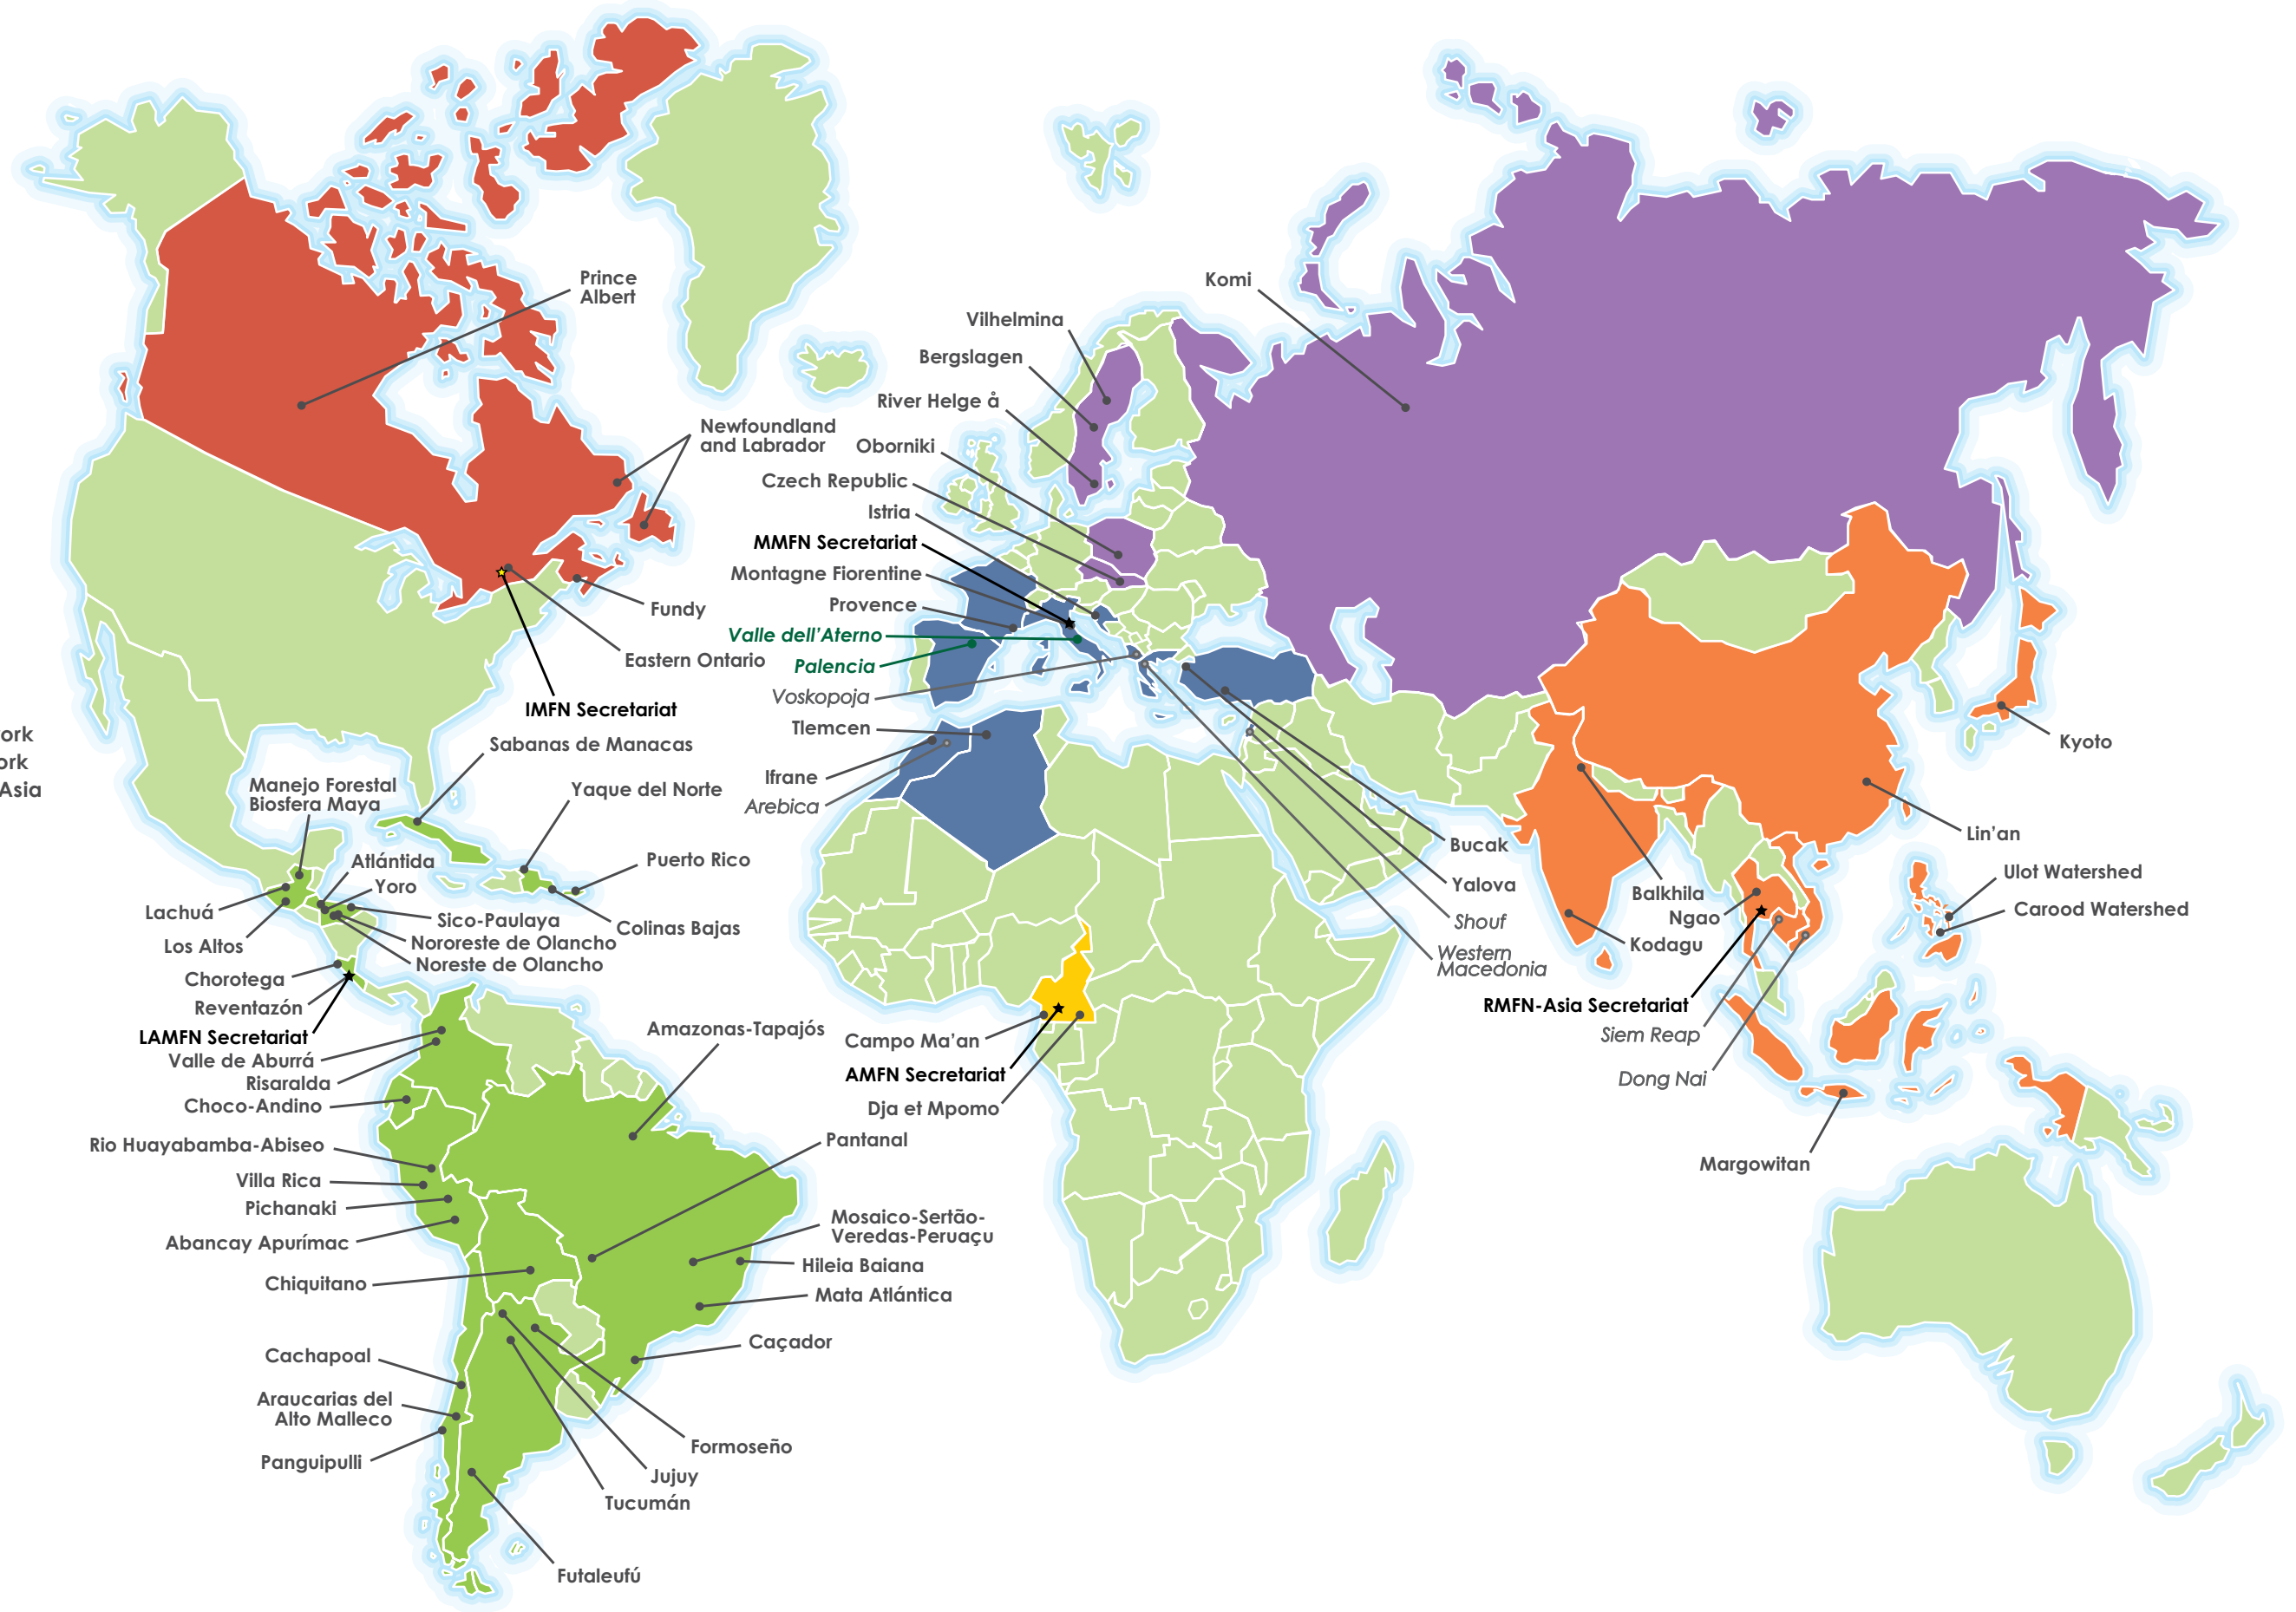 Prince
Albert
Komi
Vilhelmina
Bergslagen
River Helge å
Newfoundland
and Labrador
Oborniki
Czech Republic
Istria
MMFN Secretariat
Montagne Fiorentine
Provence
Fundy
Valle dell'Aterno
Eastern Ontario
Palencia
Voskopoja
IMFN Secretariat
Tlemcen
ork
ork
Asia
Sabanas de Manacas
Kyoto
Ifrane
Manejo Forestal
Biosfera Maya
Yaque del Norte
Arebica
Lin'an
Bucak
Atlántida
Puerto Rico
Yoro
Yalova
Balkhila
Ulot Watershed
Lachuá
Sico-Paulaya
Colinas Bajas
Shouf
Ngao
Carood Watershed
Los Altos
Nororeste de Olancho
Kodagu
Noreste de Olancho
Western
Macedonia
Chorotega
Reventazón
RMFN-Asia Secretariat
LAMFN Secretariat
Amazonas-Tapajós
Campo Ma'an
Siem Reap
Valle de Aburrá
AMFN Secretariat
Risaralda
Dong Nai
Choco-Andino
Dja et Mpomo
Pantanal
Rio Huayabamba-Abiseo
Margowitan
Villa Rica
Pichanaki
Mosaico-Sertão-
Veredas-Peruaçu
Abancay Apurímac
Hileia Baiana
Chiquitano
Mata Atlántica
Caçador
Cachapoal
Araucarias del
Alto Malleco
Formoseño
Panguipulli
Jujuy
Tucumán
Futaleufú